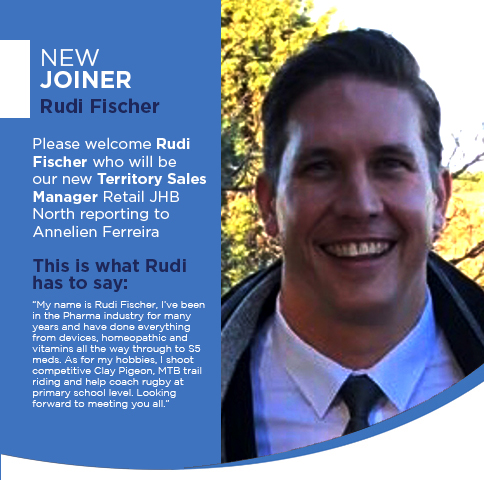 NEW
JOINER
Rudi Fischer
Please welcome Rudi
Fischer who will be
our new Territory Sales
Manager Retail JHB
North reporting to
Annelien Ferreira
This is what Rudi
has to say:
"My name is Rudi Fischer, I've been
in the Pharma industry for many
years and have done everything
from devices, homeopathic and
vitamins all the way through to S5
meds. As for my hobbies, I shoot
competitive Clay Pigeon, MTB trail
riding and help coach rugby at
primary school level. Looking
forward to meeting you all."